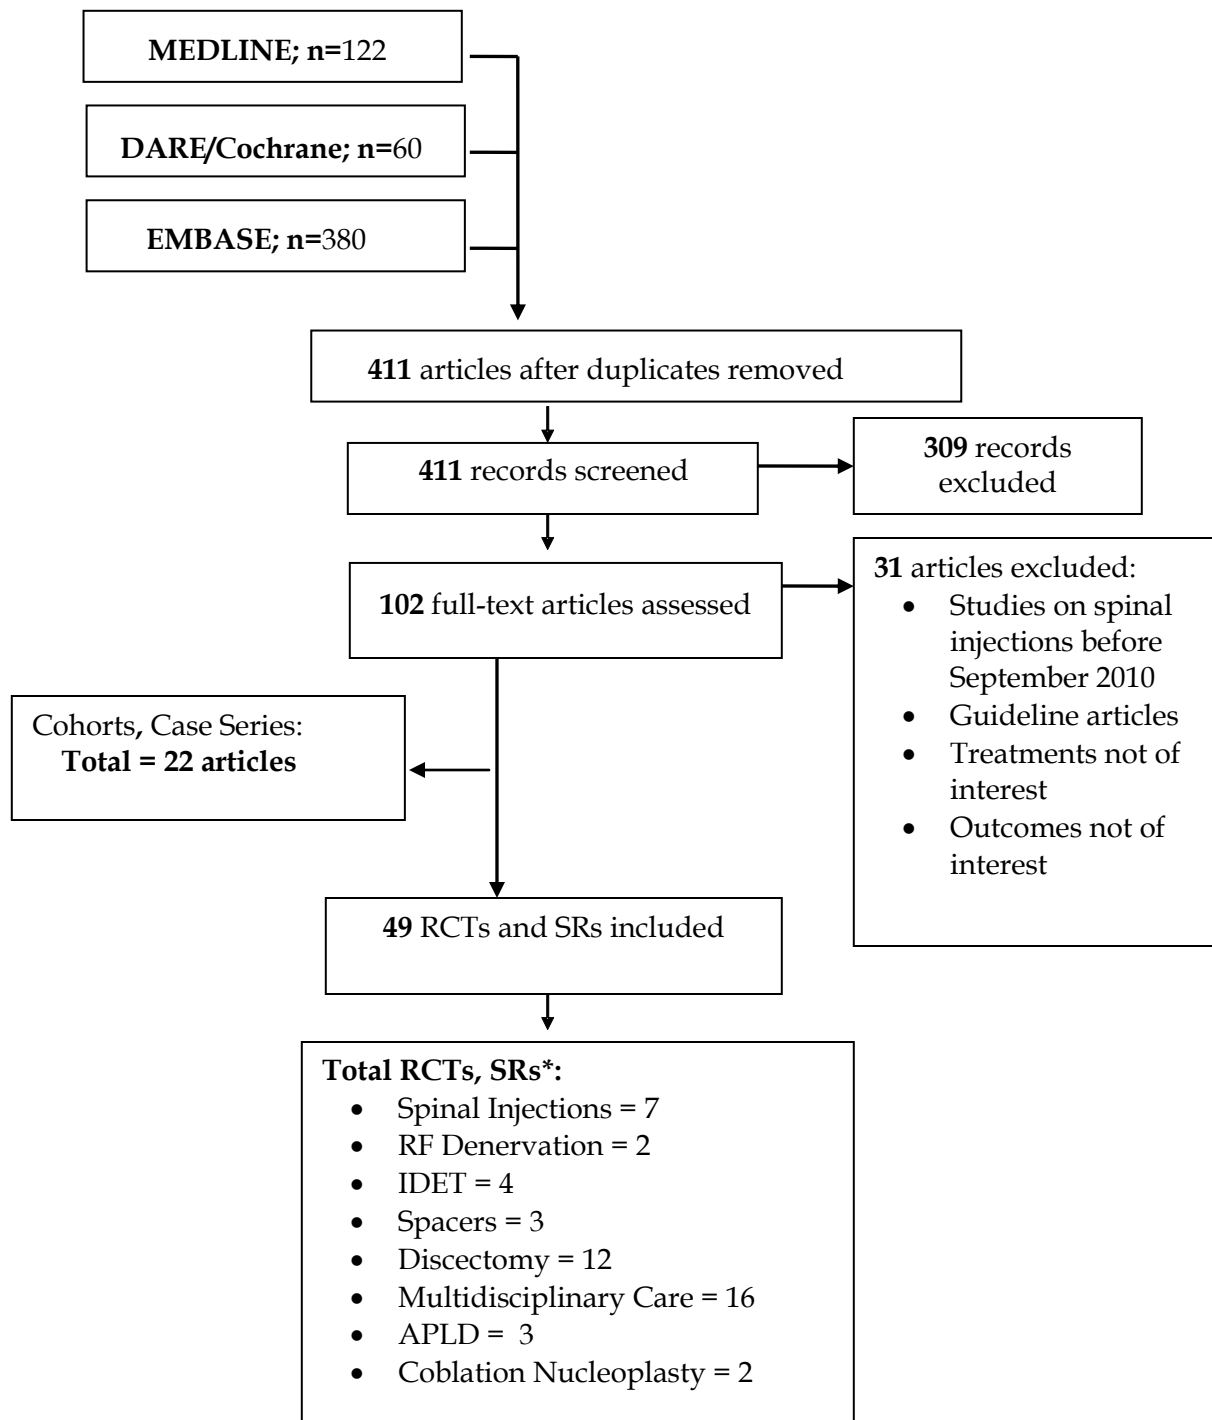 MEDLINE; n=122
DARE/Cochrane; n=60
EMBASE; n=380
411 articles after duplicates removed
411 records screened
309 records
excluded
102 full-text articles assessed
31 articles excluded:
• Studies on spinal
injections before
September 2010
• Guideline articles
• Treatments not of
interest
• Outcomes not of
interest
Cohorts, Case Series:
Total = 22 articles
49 RCTs and SRs included
Total RCTs, SRs*:
• Spinal Injections = 7
• RF Denervation = 2
• IDET = 4
• Spacers = 3
• Discectomy = 12
• Multidisciplinary Care = 16
• APLD = 3
• Coblation Nucleoplasty = 2